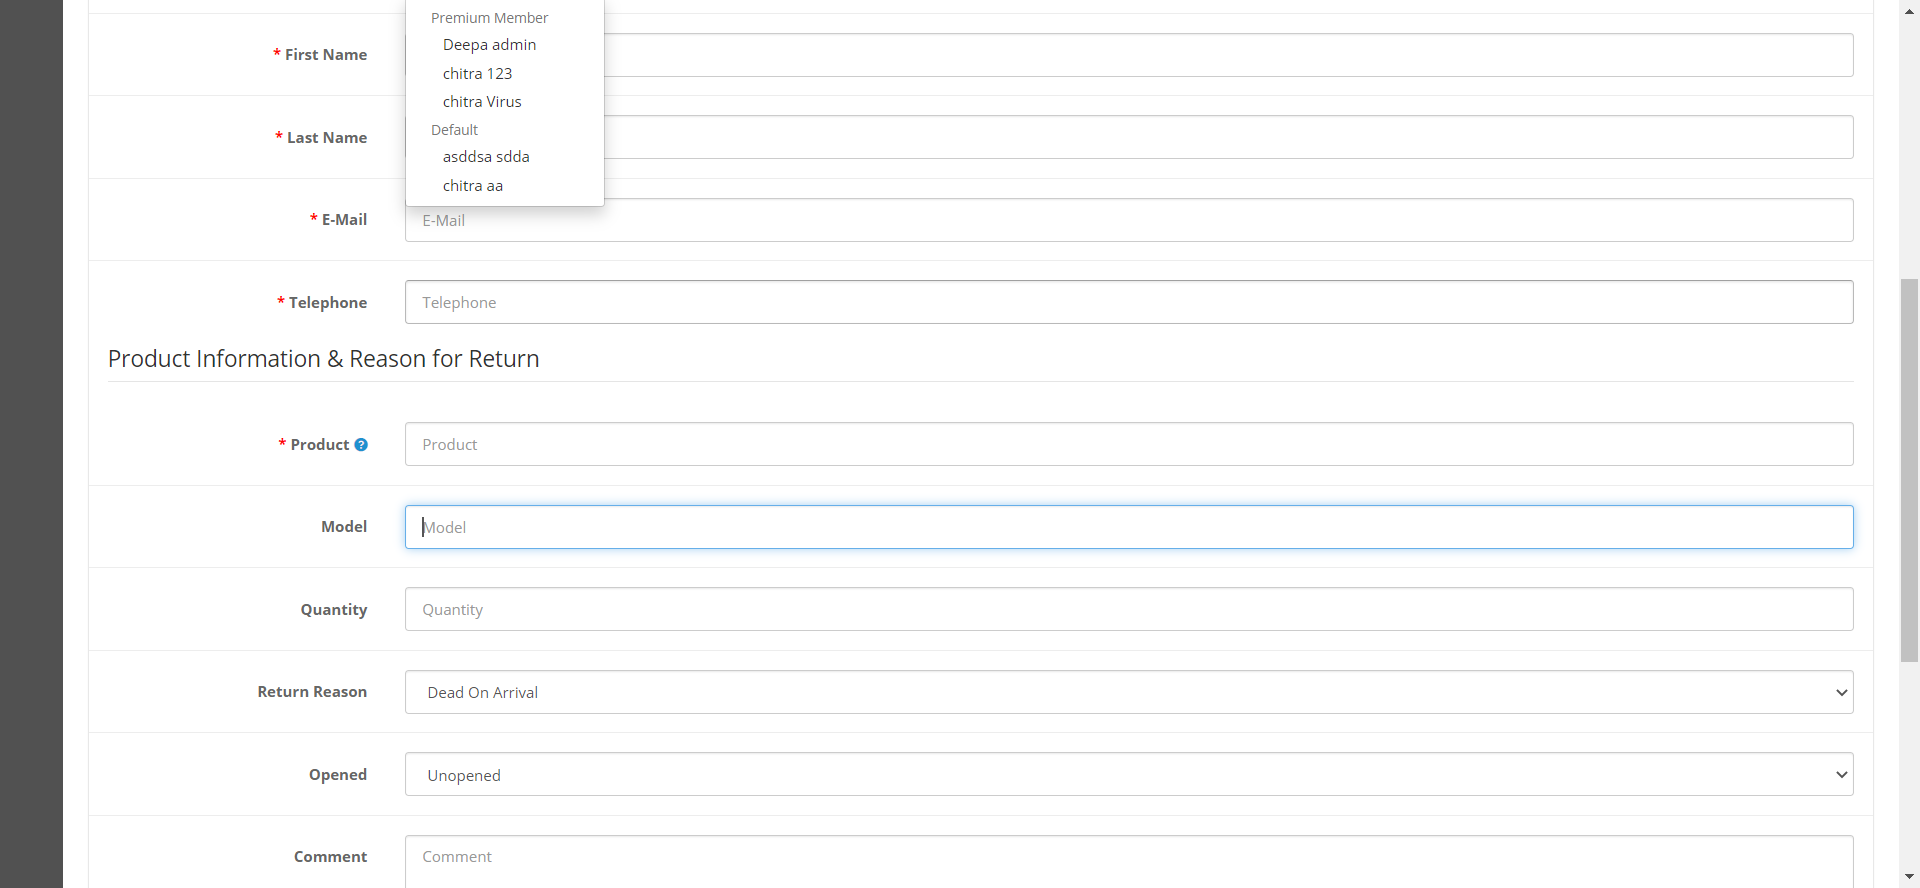 Premium Member
Deepa admin
chitra 123
chitra Virus
Default
asddsa sdda
chitra aa
* First Name
* Last Name
* E-Mail
E-Mail
* Telephone
Telephone
Product Information & Reason for Return
* Product ?
Product
Model
Model
Quantity
Quantity
Return Reason
Dead On Arrival
Opened
Unopened
Comment
Comment